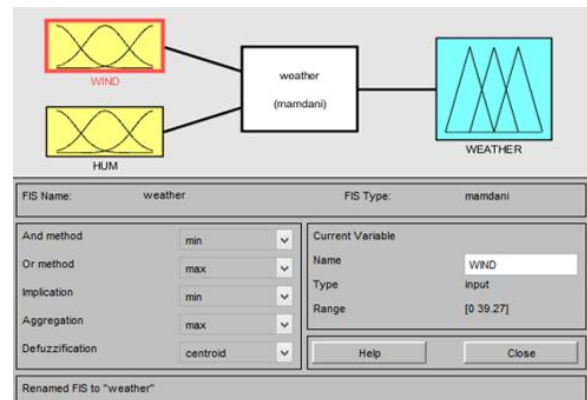 WIND
HUM
weather
(mamdani)
WEATHER
FIS Name: weather FIS Type: mamdani
And method min
Or method max
Implication min
Aggregation max
Defuzzification centroid
Current Variable
Name WIND
Type input
Range [0 39.27]
Help Close
Renamed FIS to "weather"